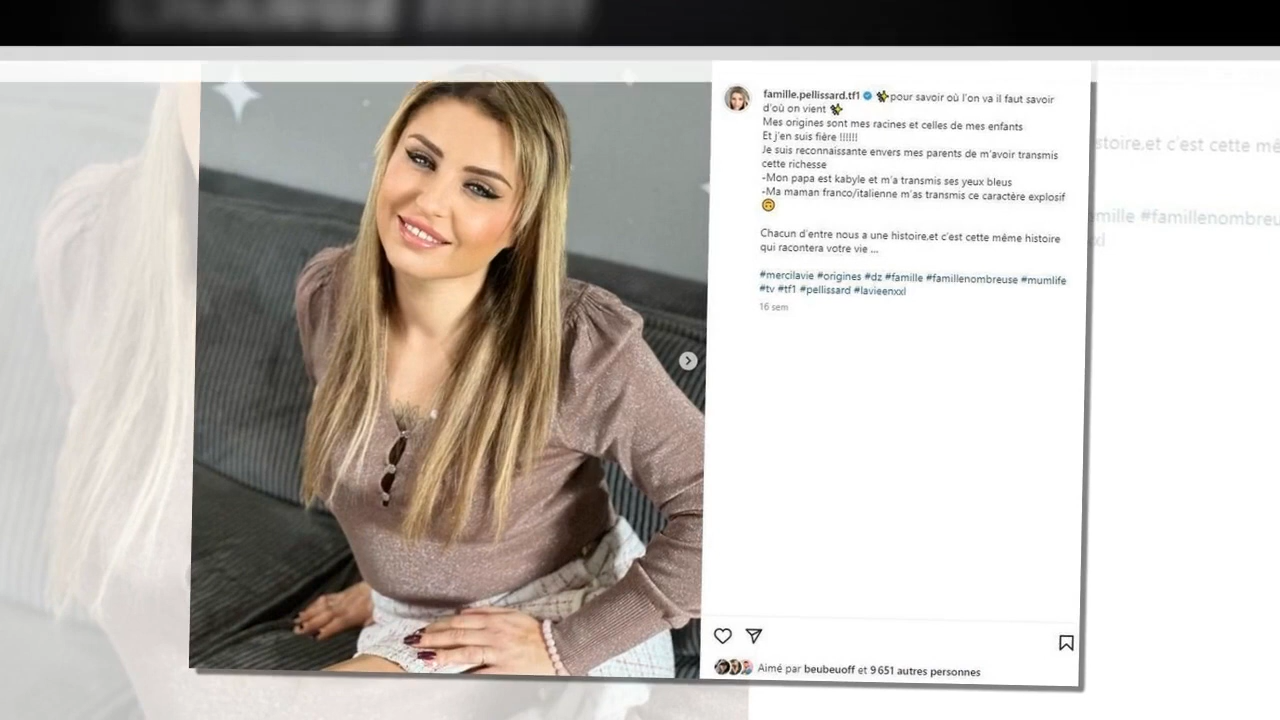 famille.pellissard.tf1 ✨pour savoir où l'on va il faut savoir
d'où on vient ✨
Mes origines sont mes racines et celles de mes enfants
Et j'en suis fière !!!!!!
Je suis reconnaissante envers mes parents de m'avoir transmis
cette richesse
-Mon papa est kabyle et m'a transmis ses yeux bleus
-Ma maman franco/italienne m'as transmis ce caractère explosif
🙃
Chacun d'entre nous a une histoire,et c'est cette même histoire
qui racontera votre vie ...
#mercilavie #origines #dz #famille #famillenombreuse #mumlife
#tv #tf1 #pellissard #lavieenxxl
16 sem
Aimé par beubeuoff et 9 651 autres personnes
stoire,et c'est cette mê
mille #famillenombreu
xl